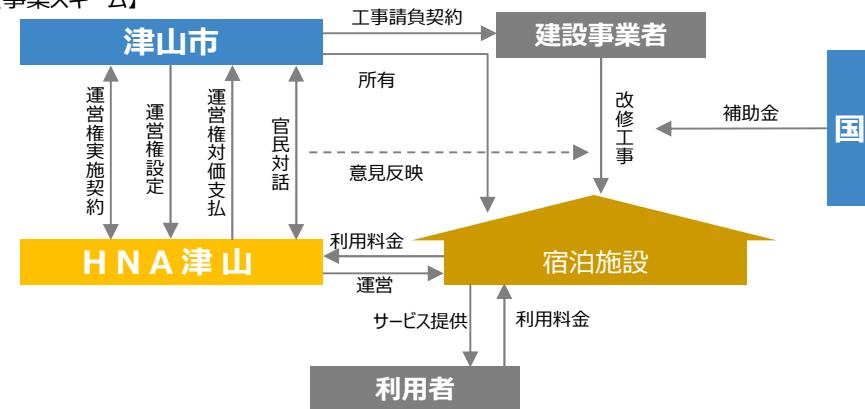 事業スキーム】
津山市
工事請負契約
建設事業者
所有
国
補助金
改修工事
運営権実施契約
運営権設定
運営権対価支払
官民対話
意見反映
HNA津山
利用料金
運営
宿泊施設
サービス提供
利用料金
利用者